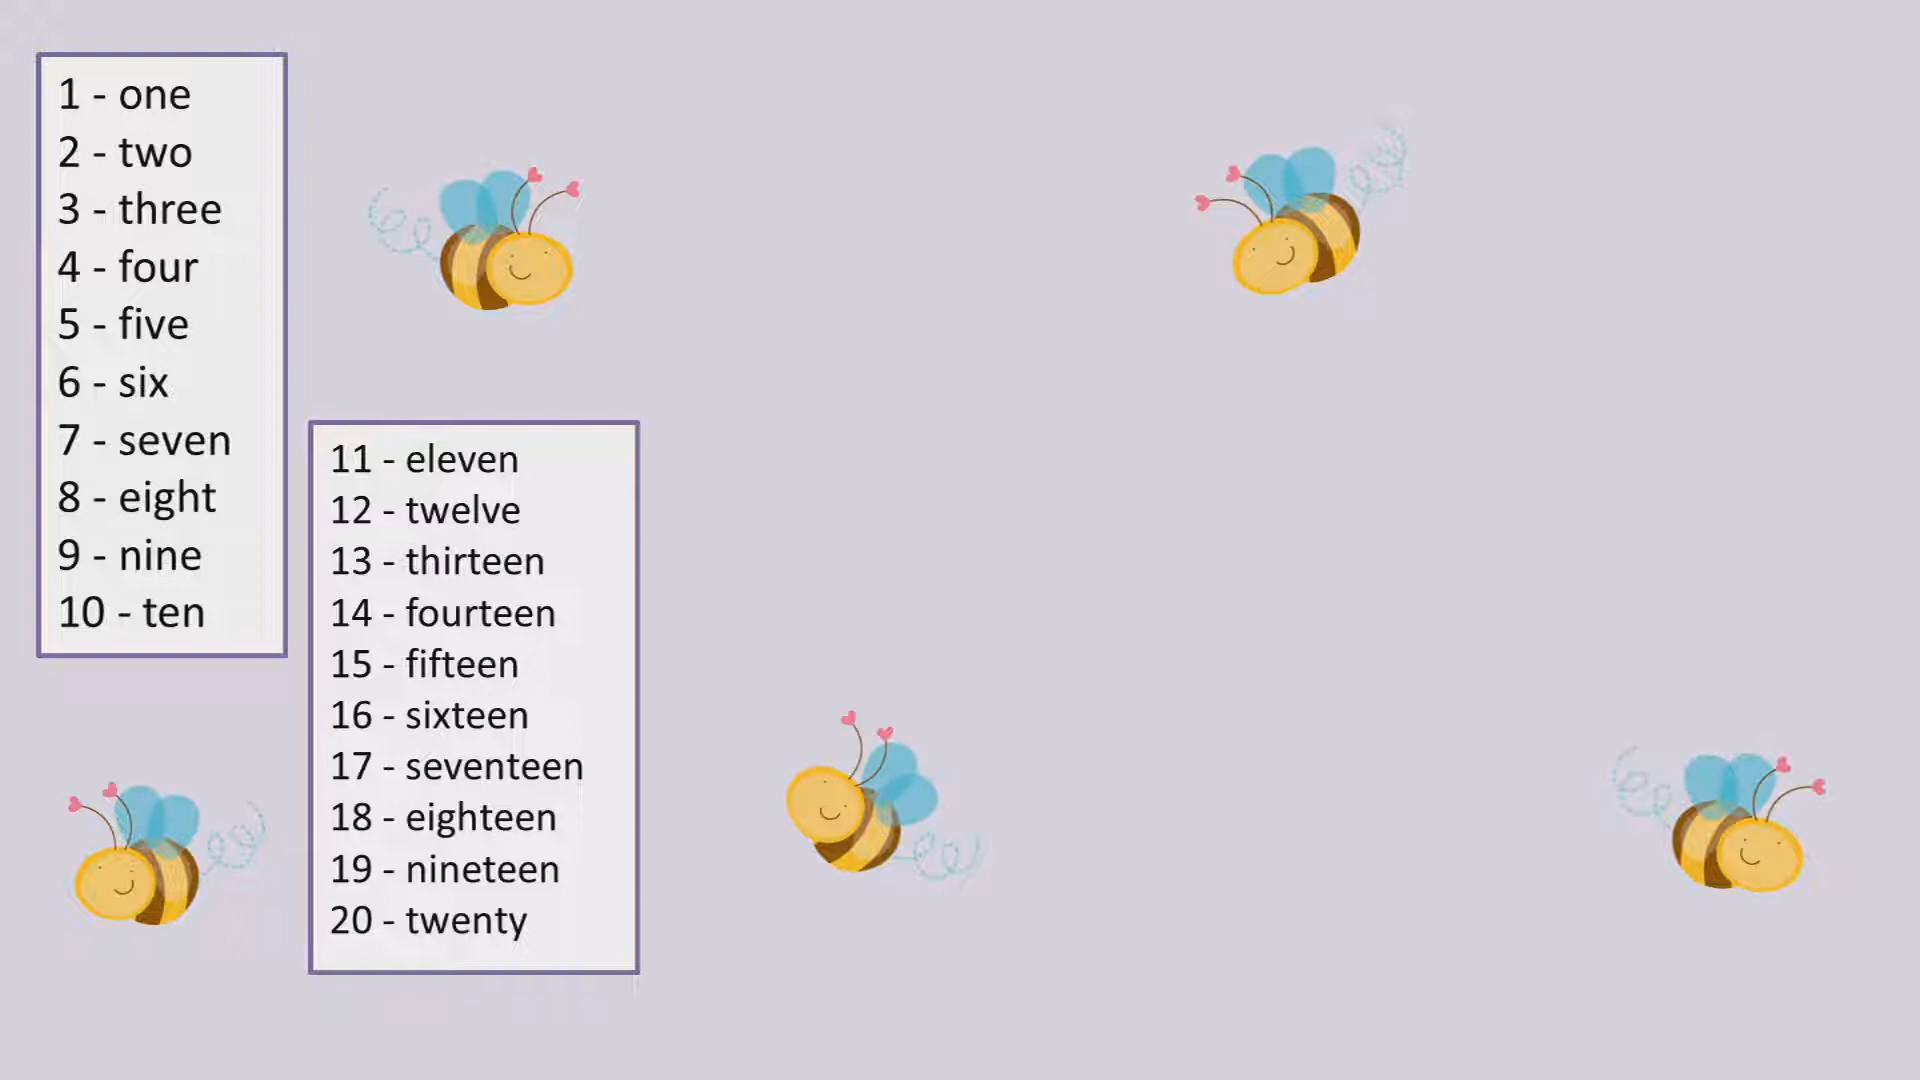 1 - one
2 - two
3 - three
4 - four
5 - five
6 - six
7 - seven
8 - eight
9 - nine
10 - ten
11 - eleven
12 - twelve
13 - thirteen
14 - fourteen
15 - fifteen
16 - sixteen
17 - seventeen
18 - eighteen
19 - nineteen
20 - twenty